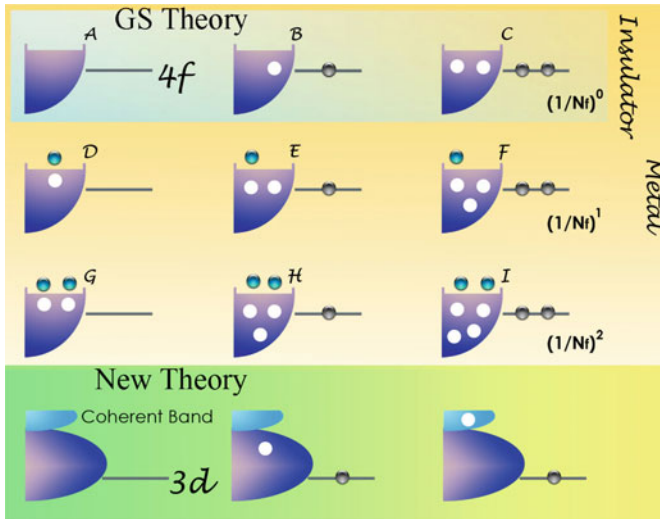 GS Theory
A
B
C
4f
(1/Nf)⁰
Insulator
D
E
F
(1/Nf)¹
Metal
G
H
I
(1/Nf)²
New Theory
Coherent Band
3d